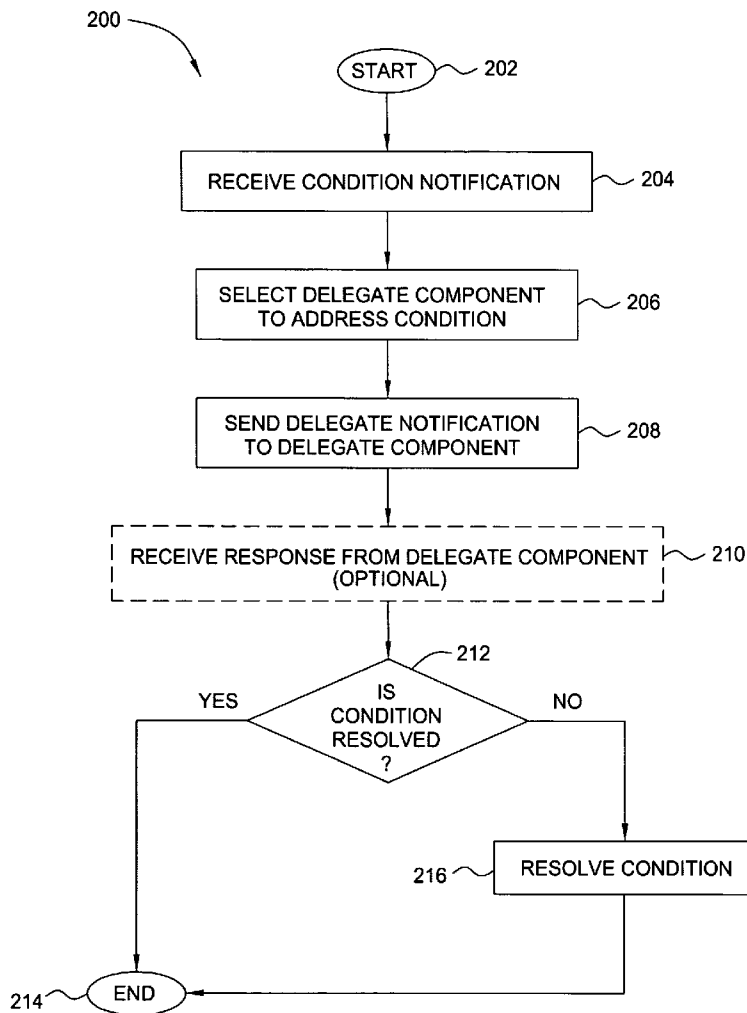 200
START
202
RECEIVE CONDITION NOTIFICATION
204
SELECT DELEGATE COMPONENT
TO ADDRESS CONDITION
206
SEND DELEGATE NOTIFICATION
TO DELEGATE COMPONENT
208
RECEIVE RESPONSE FROM DELEGATE COMPONENT
(OPTIONAL)
210
212
YES
IS
CONDITION
RESOLVED
?
NO
216
RESOLVE CONDITION
214
END